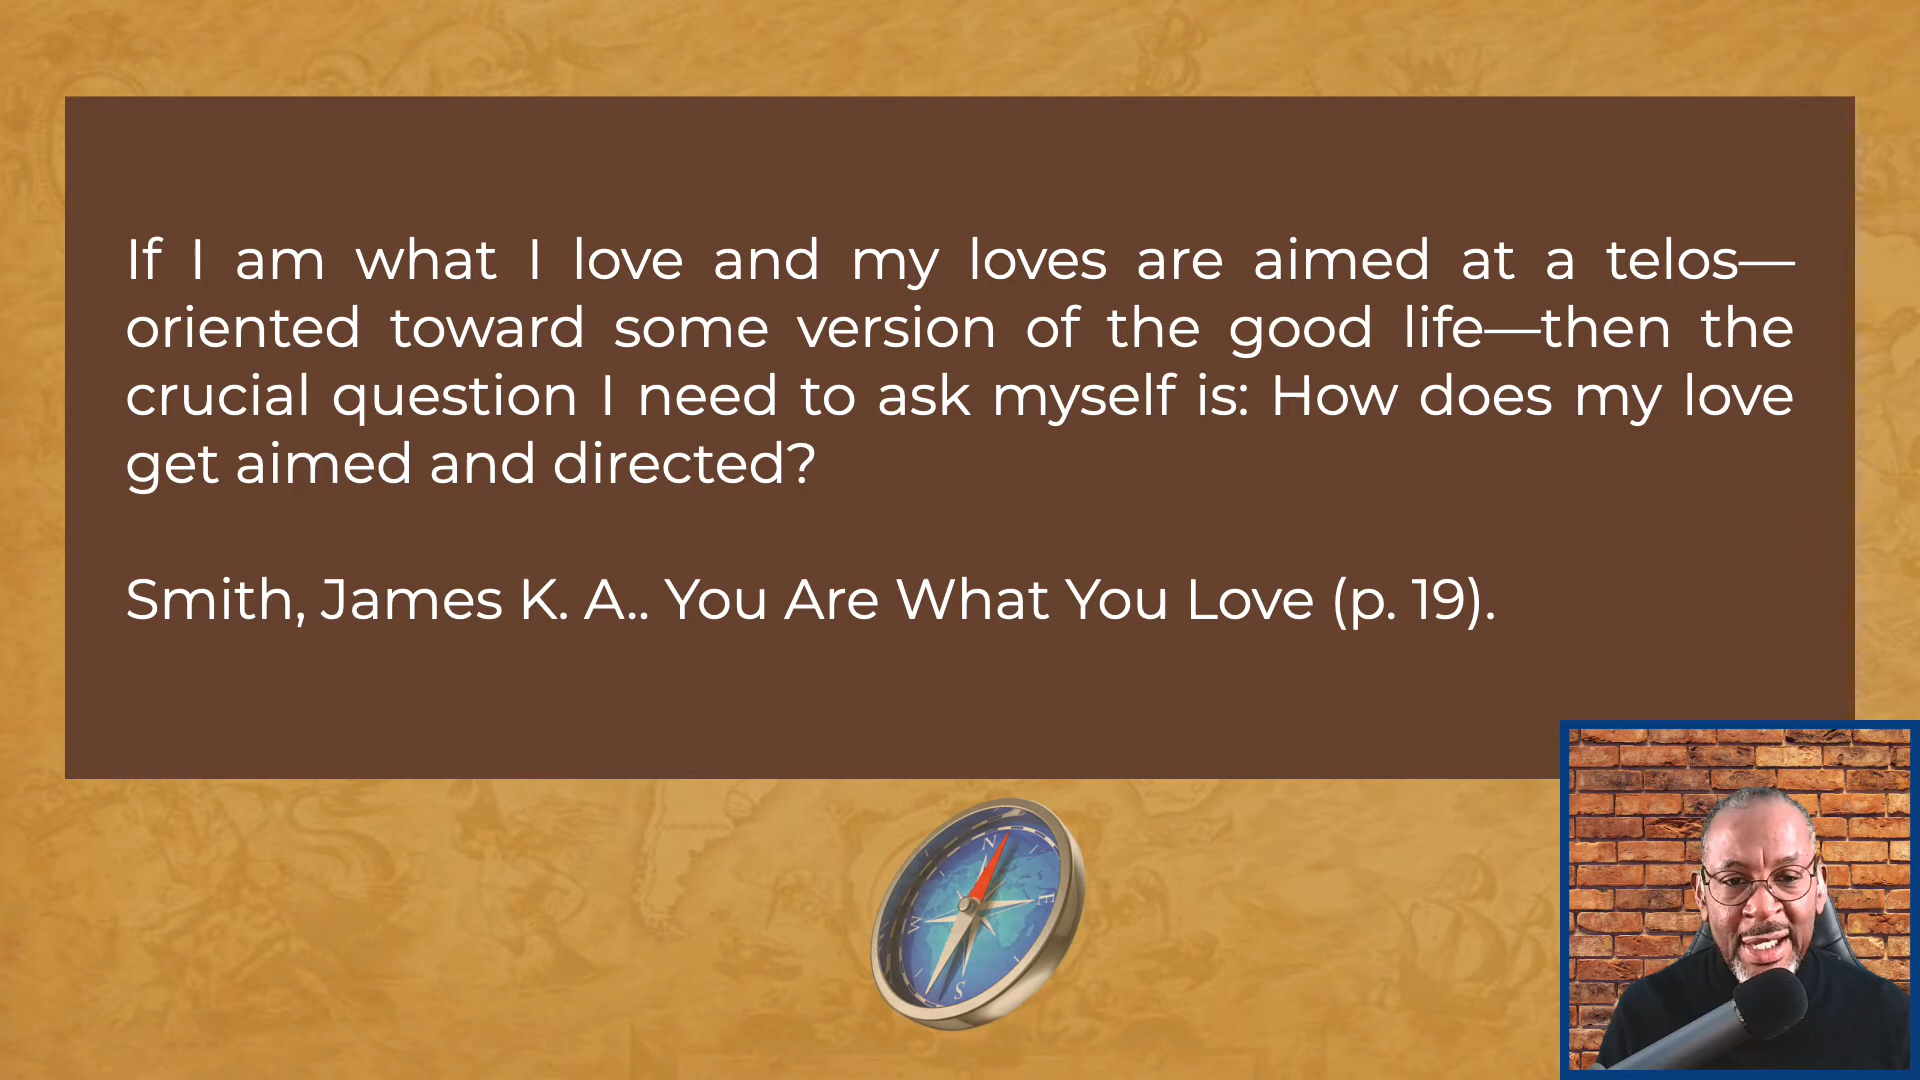 If I am what I love and my loves are aimed at a telos—
oriented toward some version of the good life—then the
crucial question I need to ask myself is: How does my love
get aimed and directed?
Smith, James K. A.. You Are What You Love (p. 19).
N
E
W
S